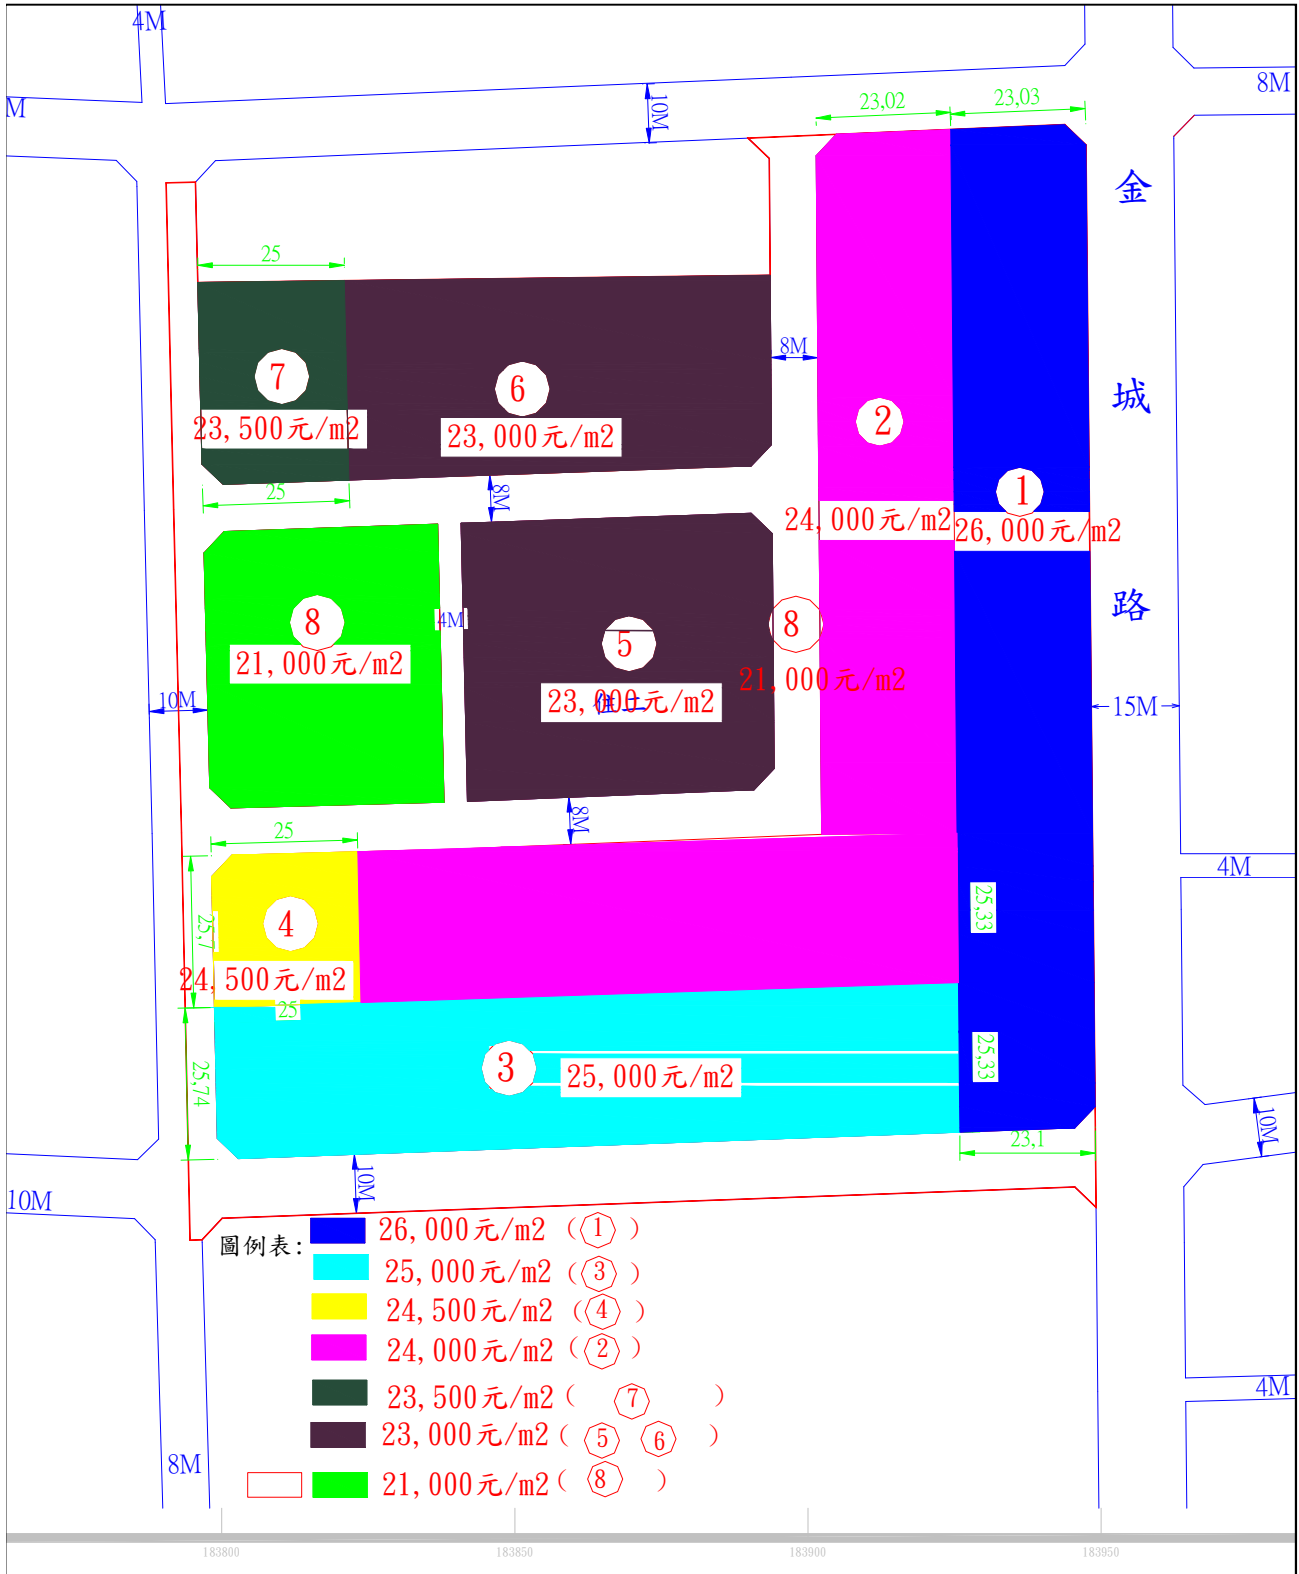 4M
M
10M
23,02
23,03
8M
金
城
路
25
8M
7
23,500元/m2
6
23,000元/m2
2
24,000元/m2
1
26,000元/m2
25
8M
8
21,000元/m2
4M
5
23,000元/m2
住二
8
21,000元/m2
10M
15M
25
8M
4M
25,7
4
24,500元/m2
25
25,33
25,74
3
25,000元/m2
25,33
23,1
10M
10M
10M
圖例表:
26,000元/m2 (1)
25,000元/m2 (3)
24,500元/m2 (4)
24,000元/m2 (2)
23,500元/m2 ( 7 )
23,000元/m2 ( 5 6 )
21,000元/m2 ( 8 )
4M
8M
183800
183850
183900
183950